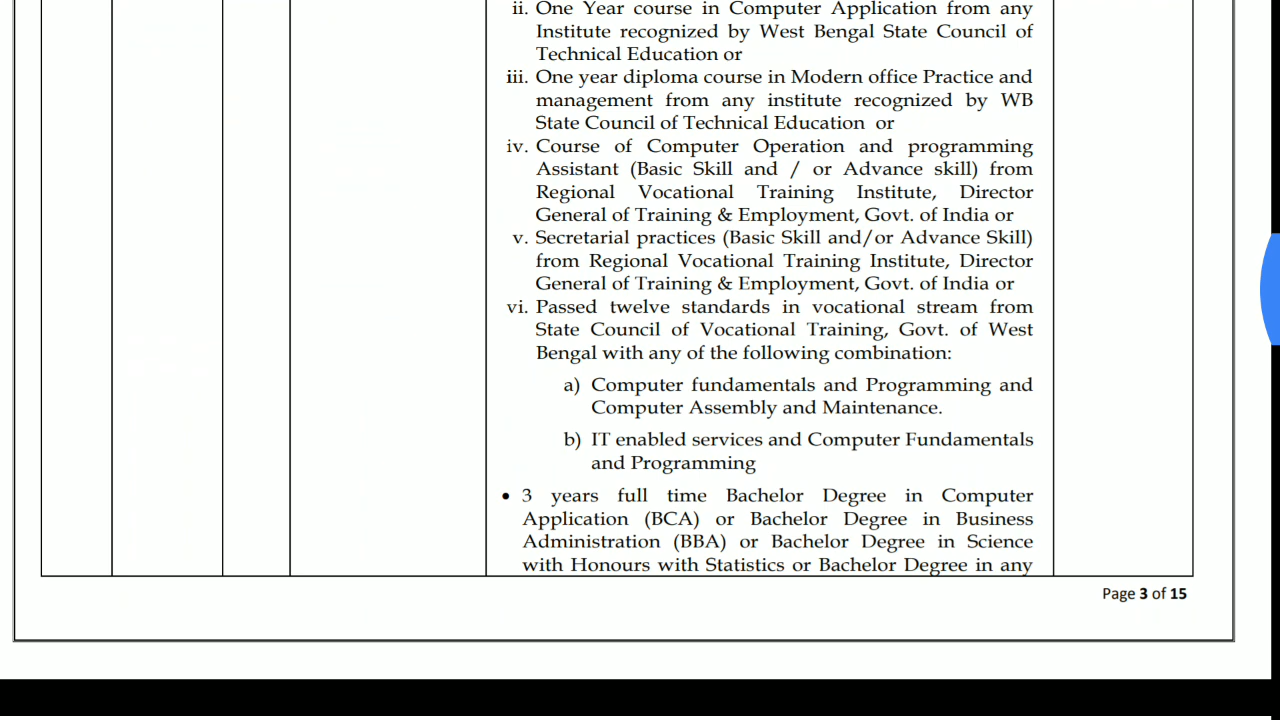 ii. One Year course in Computer Application from any
Institute recognized by West Bengal State Council of
Technical Education or
iii. One year diploma course in Modern office Practice and
management from any institute recognized by WB
State Council of Technical Education or
iv. Course of Computer Operation and programming
Assistant (Basic Skill and / or Advance skill) from
Regional Vocational Training Institute, Director
General of Training & Employment, Govt. of India or
v. Secretarial practices (Basic Skill and/or Advance Skill)
from Regional Vocational Training Institute, Director
General of Training & Employment, Govt. of India or
vi. Passed twelve standards in vocational stream from
State Council of Vocational Training, Govt. of West
Bengal with any of the following combination:
a) Computer fundamentals and Programming and
Computer Assembly and Maintenance.
b) IT enabled services and Computer Fundamentals
and Programming
• 3 years full time Bachelor Degree in Computer
Application (BCA) or Bachelor Degree in Business
Administration (BBA) or Bachelor Degree in Science
with Honours with Statistics or Bachelor Degree in any
Page 3 of 15